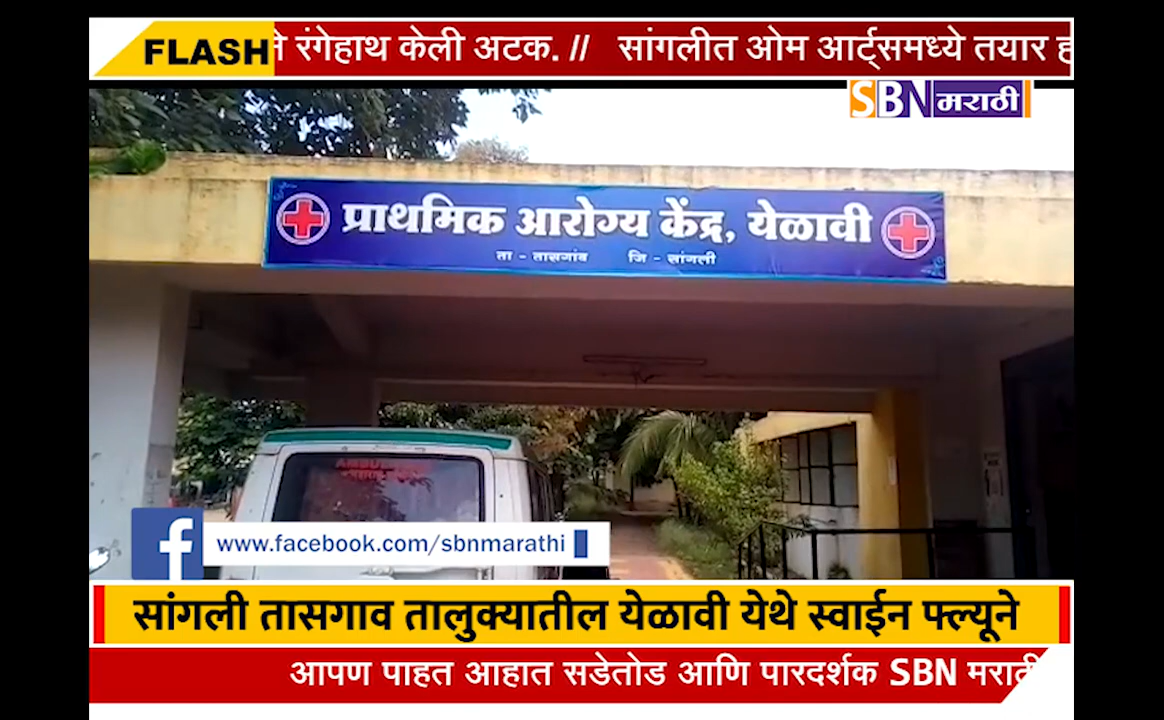 FLASH
रंगेहाथ केली अटक. // सांगलीत ओम आर्ट्समध्ये तयार
SBN मराठी
प्राथमिक आरोग्य केंद्र, येळावी
ता - तासगांव जि - सांगली
www.facebook.com/sbnmarathi
सांगली तासगाव तालुक्यातील येळावी येथे स्वाईन फ्ल्यूने
आपण पाहत आहात सडेतोड आणि पारदर्शक SBN मराठी